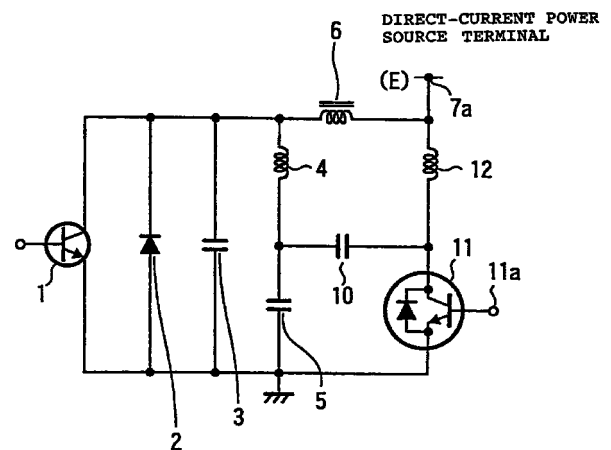 DIRECT-CURRENT POWER
SOURCE TERMINAL
6
(E)
7a
4
12
11
11a
1
10
2
3
5